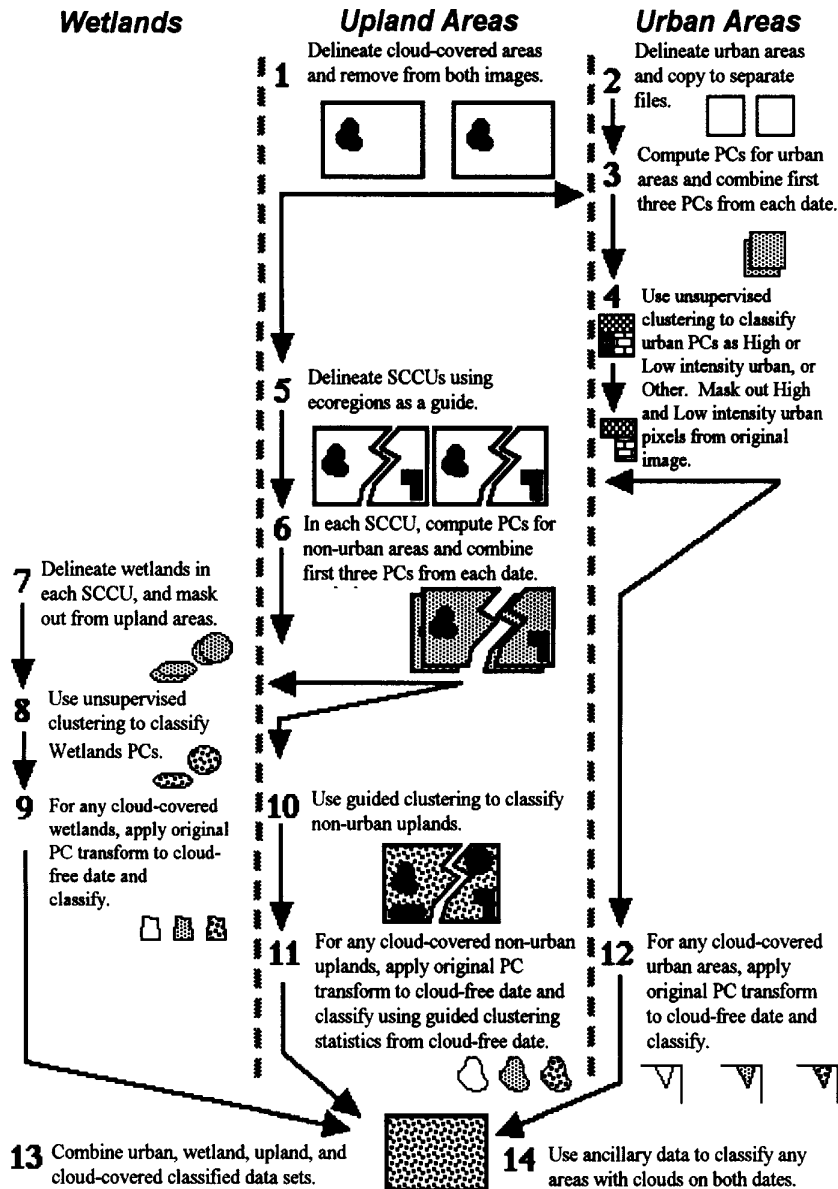 Wetlands
Upland Areas
Urban Areas
1
Delineate cloud-covered areas
and remove from both images.
2
Delineate urban areas
and copy to separate
files.
3
Compute PCs for urban
areas and combine first
three PCs from each date.
4
Use unsupervised
clustering to classify
urban PCs as High or
Low intensity urban, or
Other. Mask out High
and Low intensity urban
pixels from original
image.
5
Delineate SCCUs using
ecoregions as a guide.
6
In each SCCU, compute PCs for
non-urban areas and combine
first three PCs from each date.
7
Delineate wetlands in
each SCCU, and mask
out from upland areas.
8
Use unsupervised
clustering to classify
Wetlands PCs.
9
For any cloud-covered
wetlands, apply original
PC transform to cloud-
free date and
classify.
10
Use guided clustering to classify
non-urban uplands.
11
For any cloud-covered non-urban
uplands, apply original PC
transform to cloud-free date and
classify using guided clustering
statistics from cloud-free date.
12
For any cloud-covered
urban areas, apply
original PC transform
to cloud-free date and
classify.
13
Combine urban, wetland, upland, and
cloud-covered classified data sets.
14
Use ancillary data to classify any
areas with clouds on both dates.